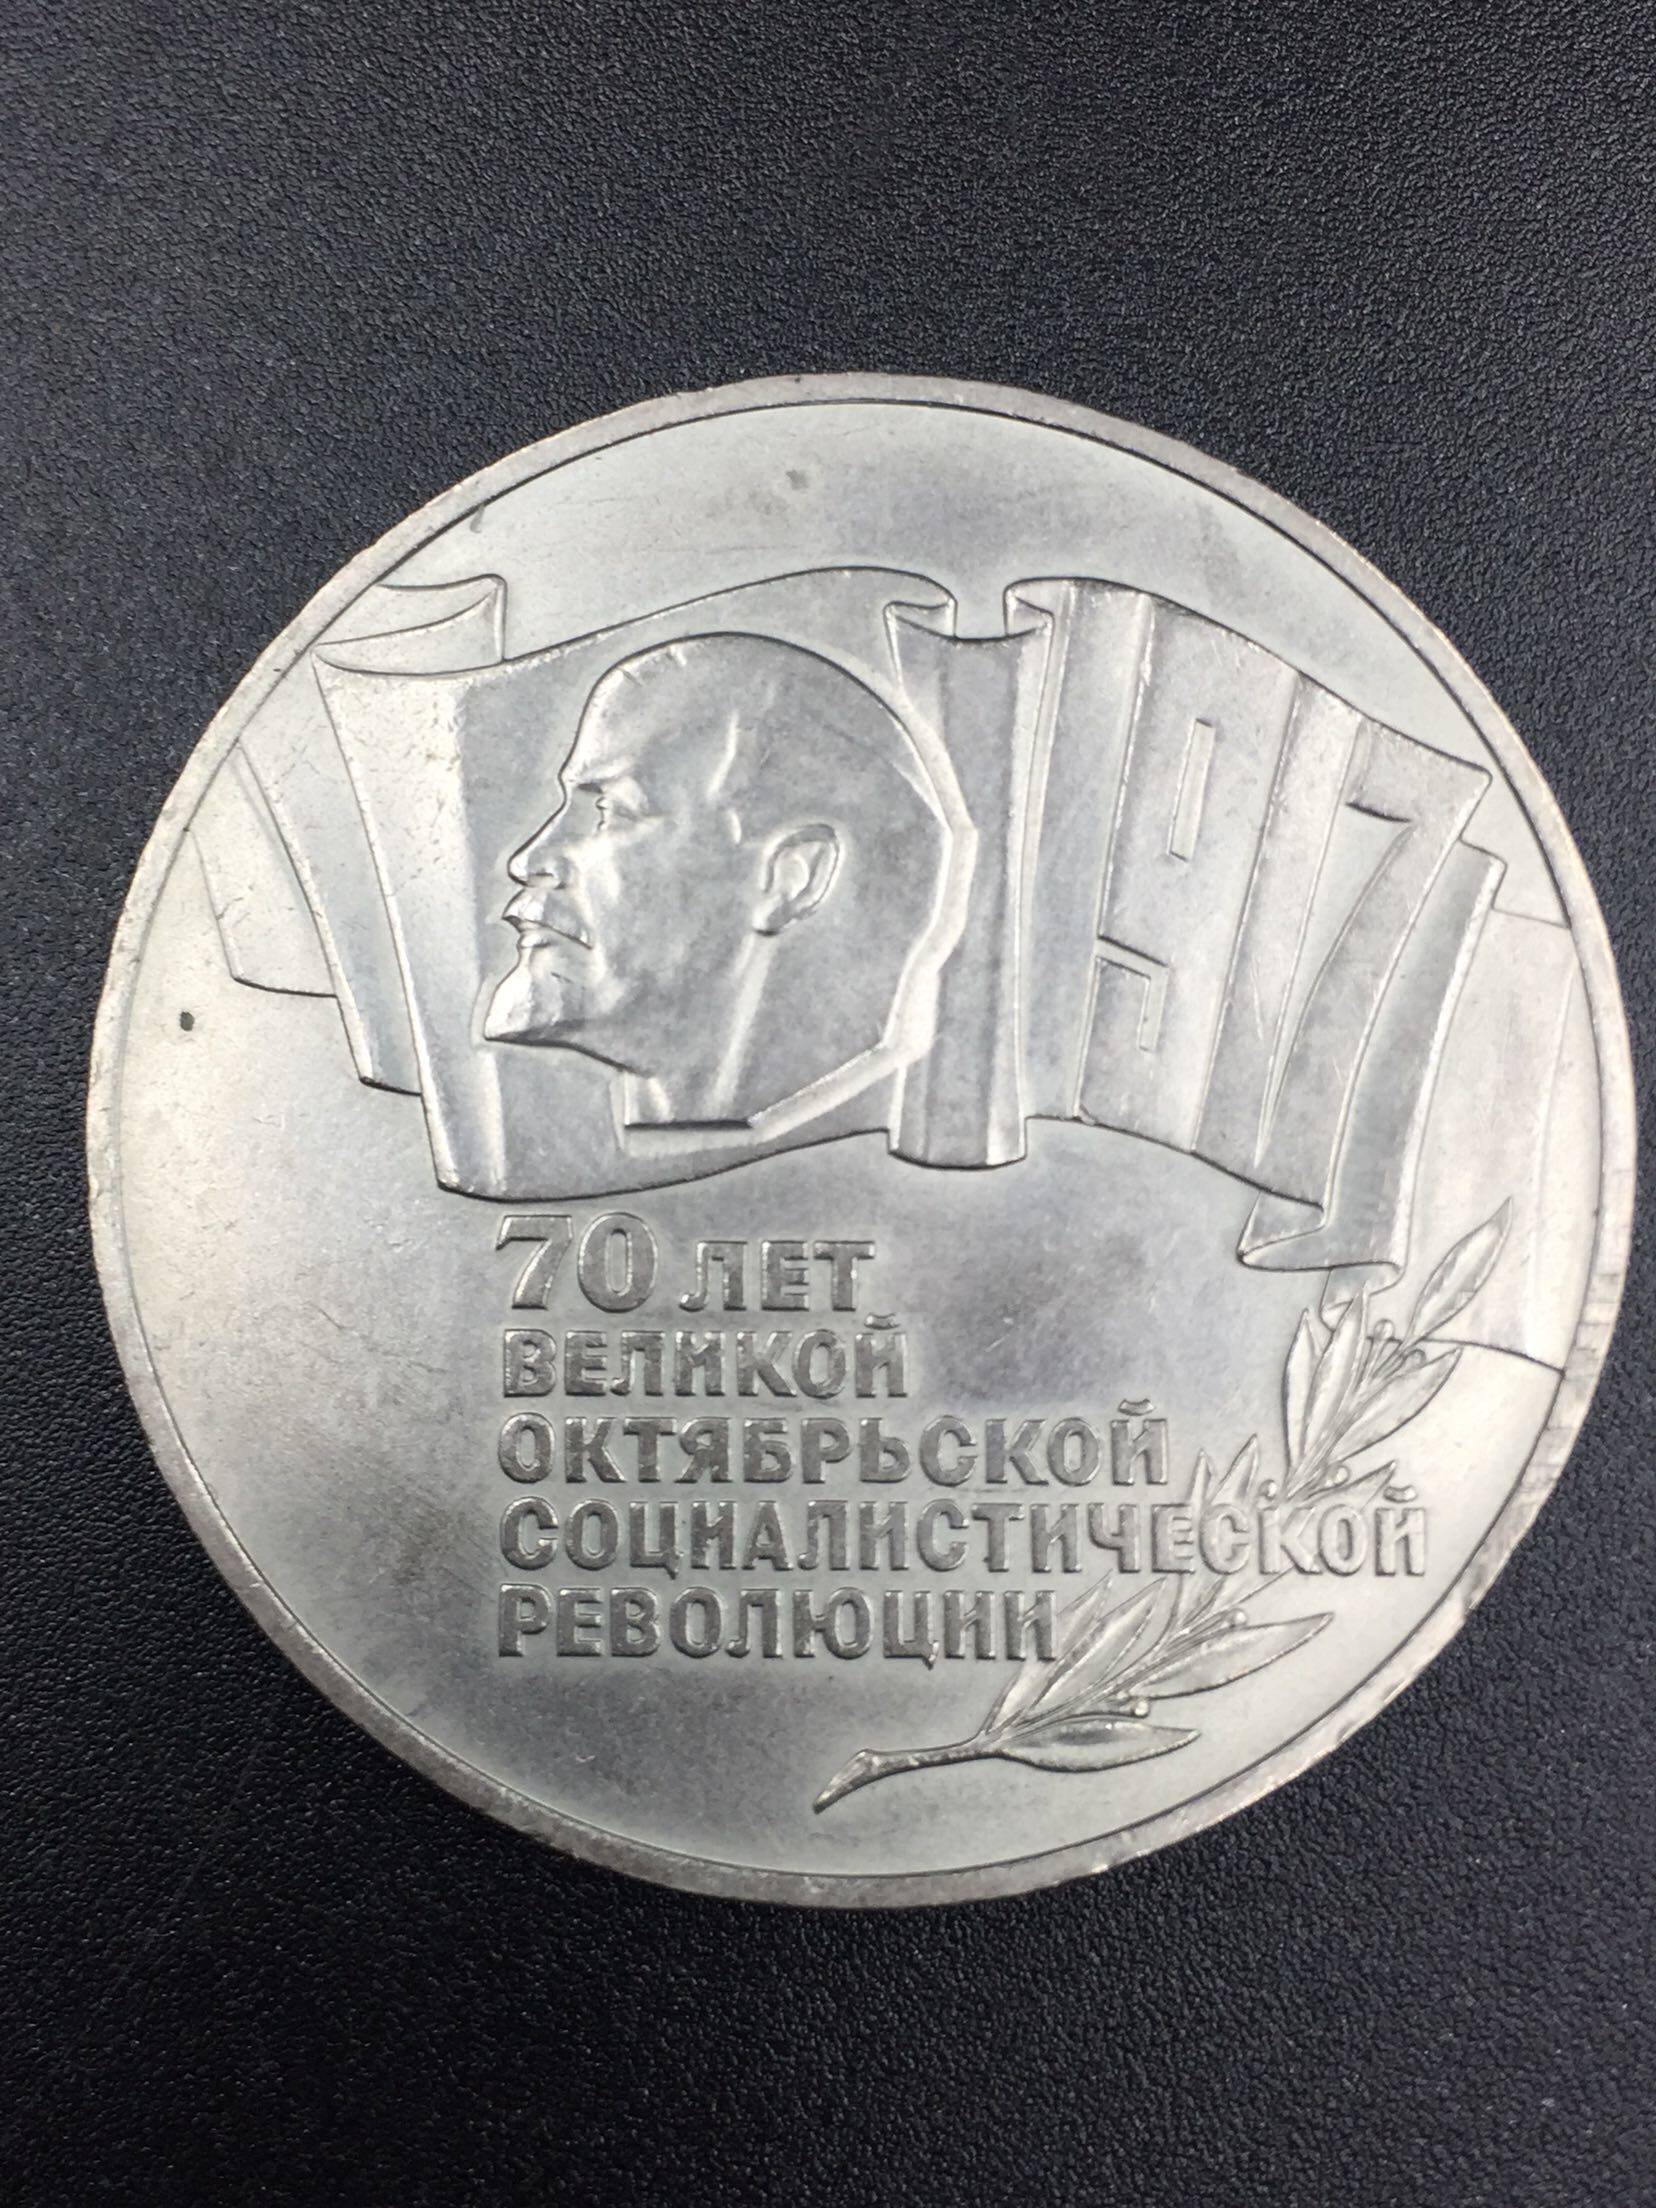 1917
70 ЛЕТ
ВЕЛИКОЙ
ОКТЯБРЬСКОЙ
СОЦИАЛИСТИЧЕСКОЙ
РЕВОЛЮЦИИ